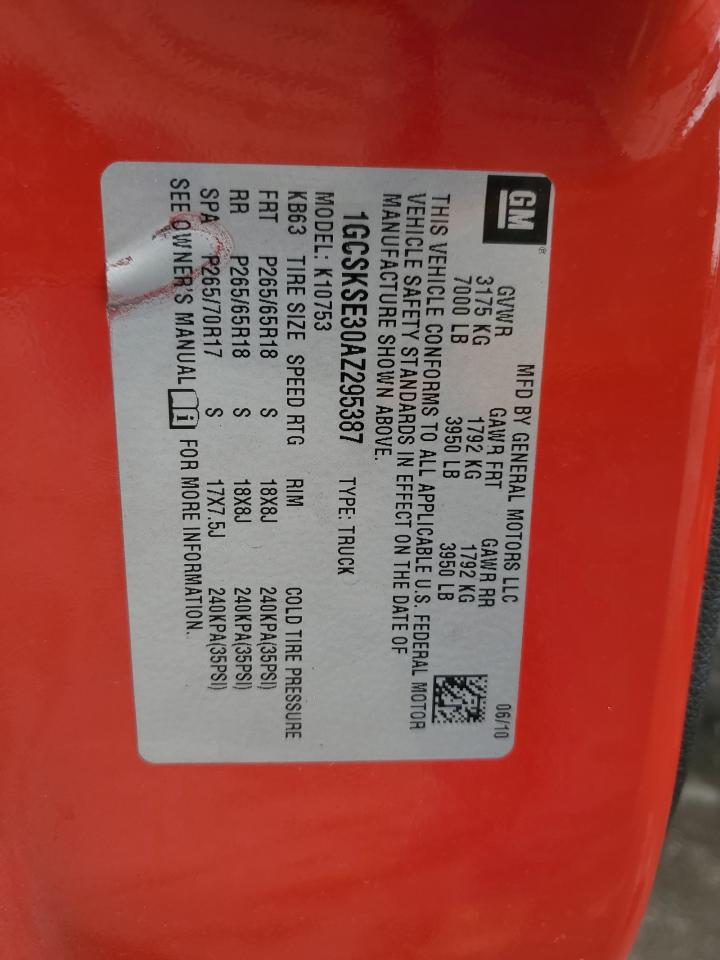 GM®
MFD BY GENERAL MOTORS LLC 06/10
GVWR GAWR FRT GAWR RR
3175 KG 1792 KG 1792 KG
7000 LB 3950 LB 3950 LB
THIS VEHICLE CONFORMS TO ALL APPLICABLE U.S. FEDERAL MOTOR
VEHICLE SAFETY STANDARDS IN EFFECT ON THE DATE OF
MANUFACTURE SHOWN ABOVE.
1GCSKSE30AZ295387 TYPE: TRUCK
MODEL: K10753
KB63 TIRE SIZE SPEED RTG RIM COLD TIRE PRESSURE
FRT P265/65R18 S 18X8J 240KPA(35PSI)
RR P265/65R18 S 18X8J 240KPA(35PSI)
SPA P265/70R17 S 17X7.5J 240KPA(35PSI)
SEE OWNER'S MANUAL i FOR MORE INFORMATION.